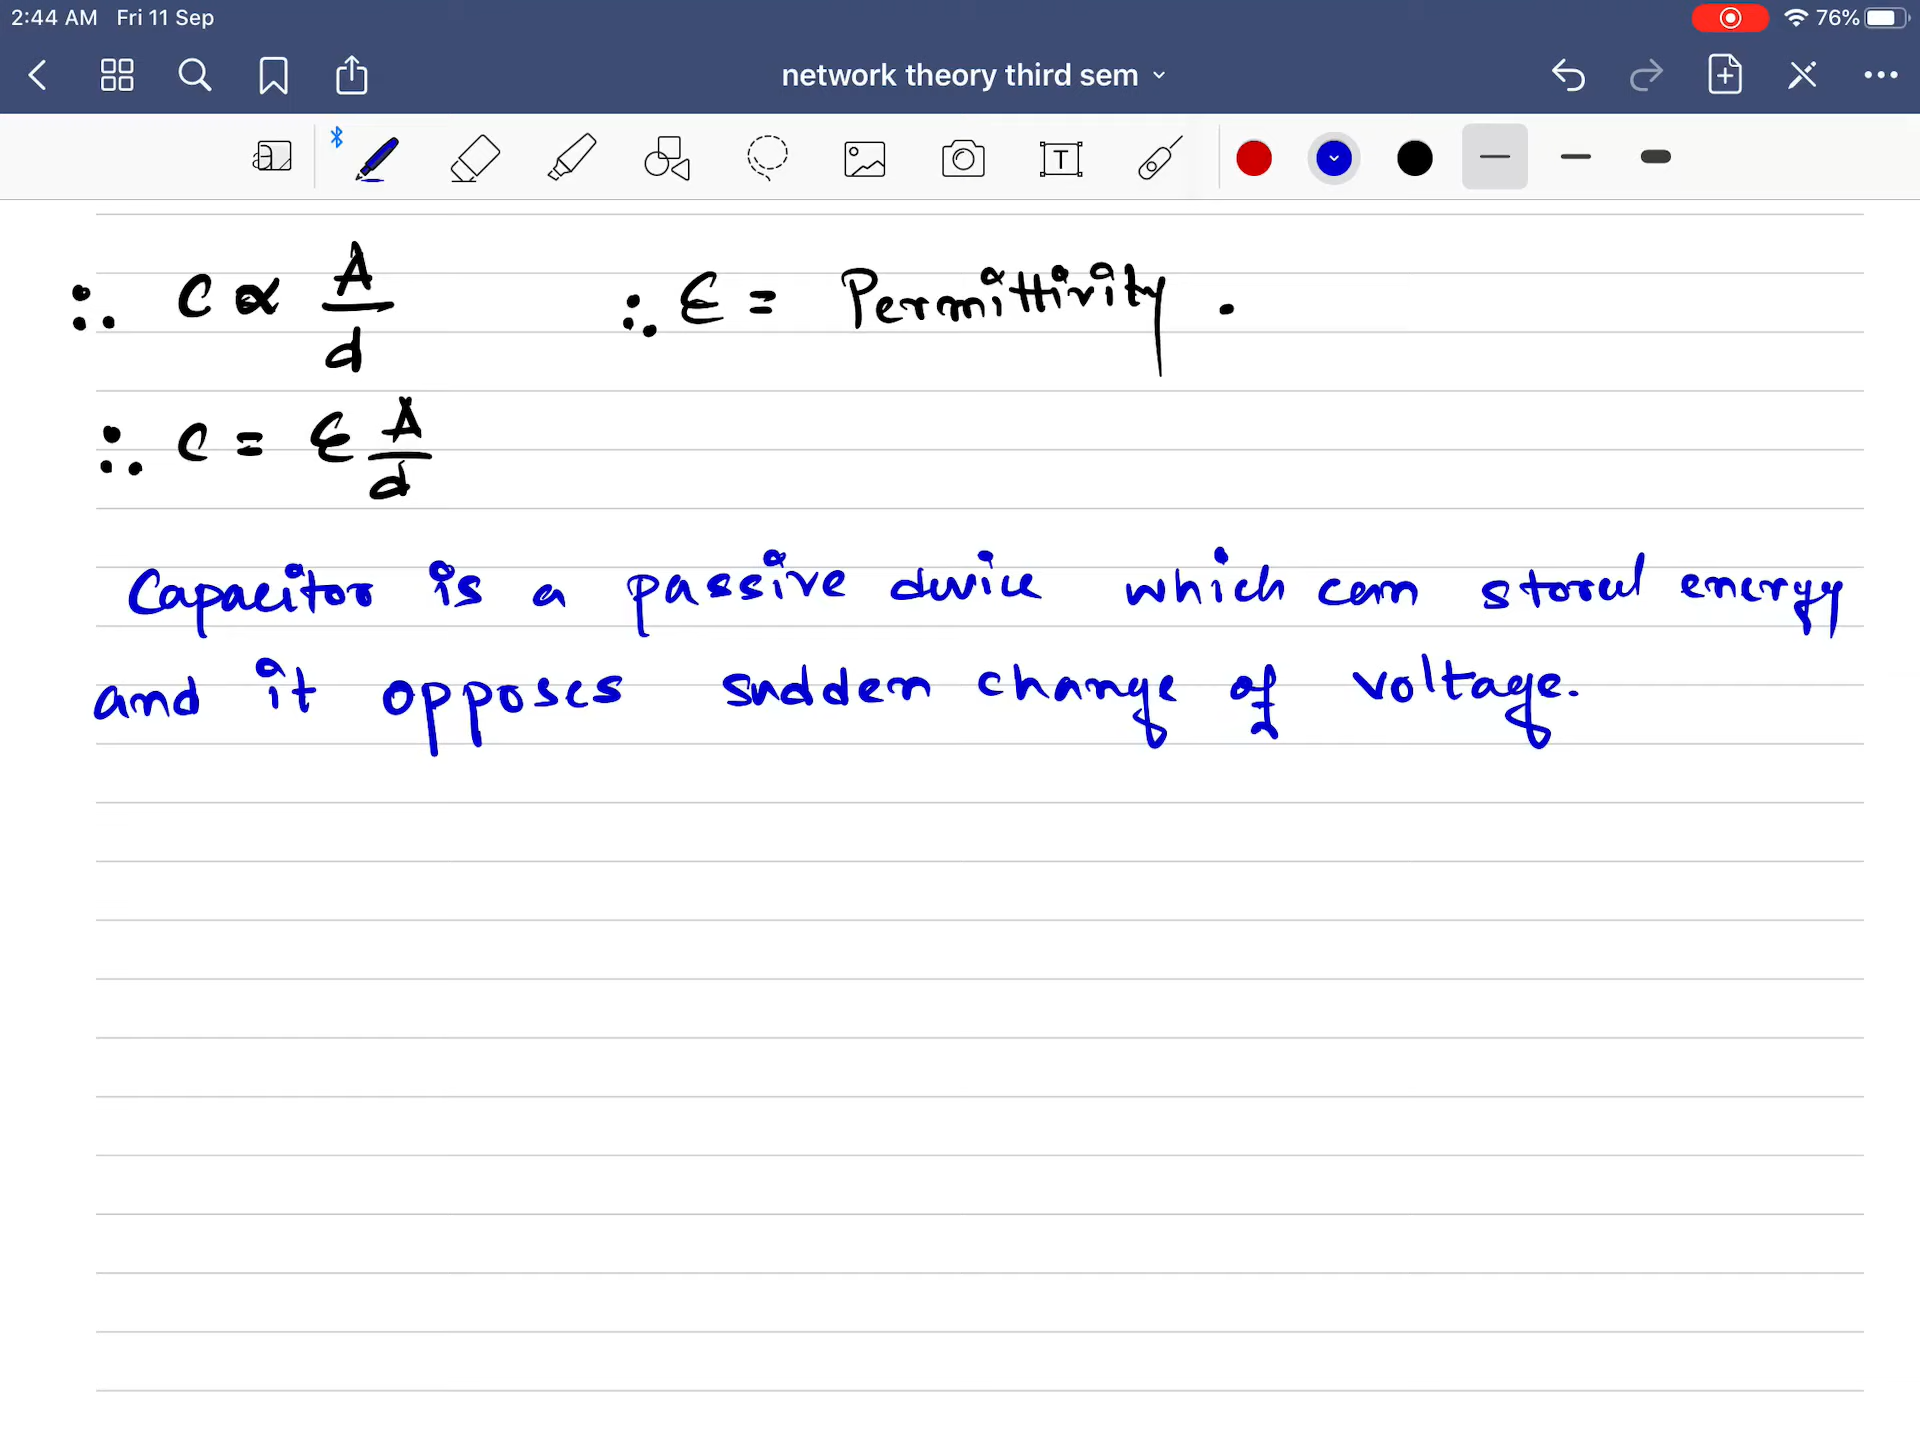 2:44 AM Fri 11 Sep 76%
network theory third sem
T
∴ C ∝ A/d ∴ ε = Permittivity .
∴ C = ε A/d
Capacitor is a passive device which can stored energy
and it opposes sudden change of voltage.